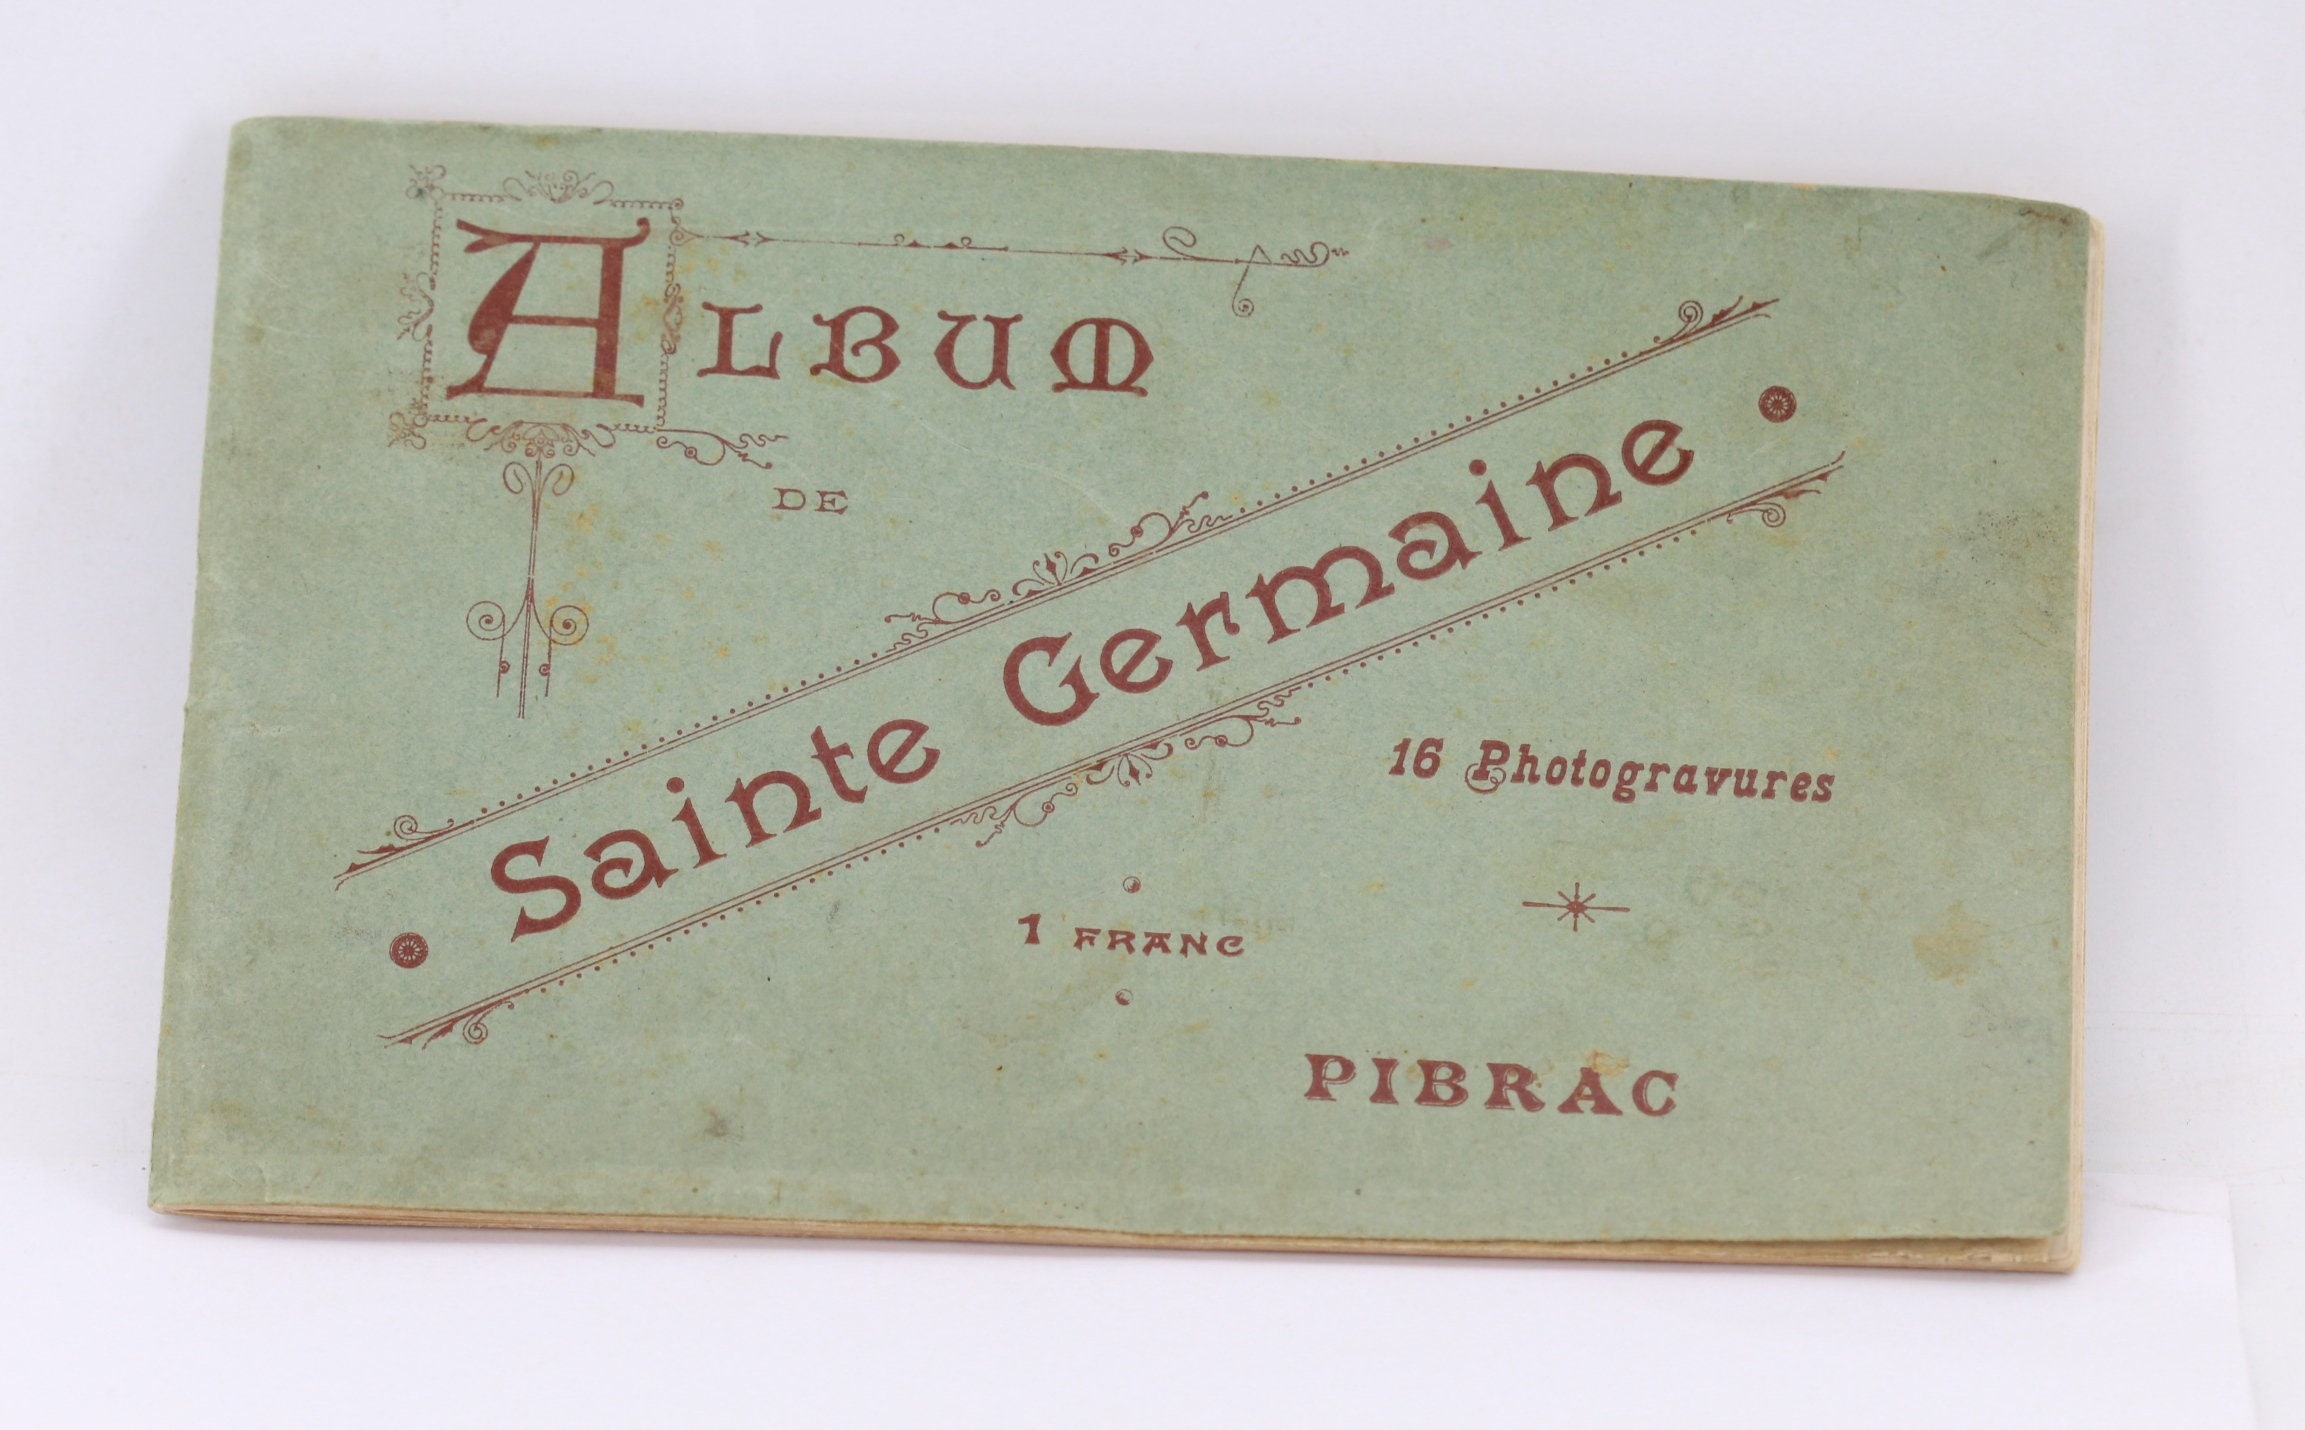 ALBUM
DE
Sainte Germaine
16 Photogravures
1 FRANC
PIBRAC